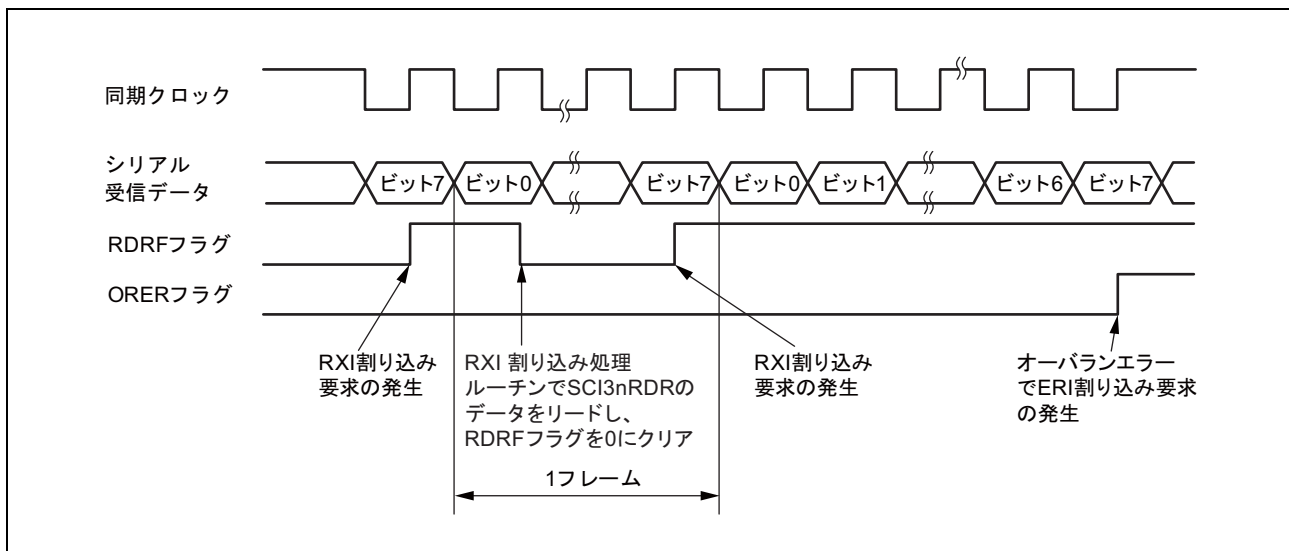 同期クロック
シリアル
受信データ
ビット7
ビット0
ビット7
ビット0
ビット1
ビット6
ビット7
RDRFフラグ
ORERフラグ
RXI割り込み
要求の発生
RXI 割り込み処理
ルーチンでSCI3nRDRの
データをリードし、
RDRFフラグを0にクリア
RXI割り込み
要求の発生
オーバランエラー
でERI割り込み要求
の発生
1フレーム